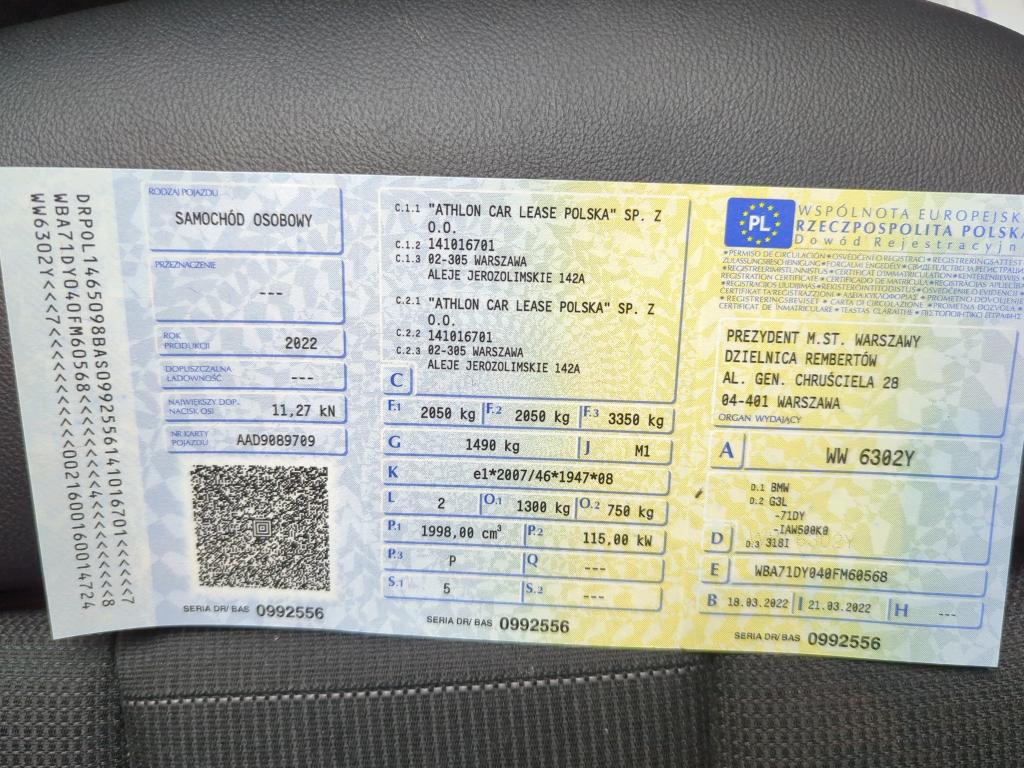 DRPOL1465098BAS0992556141016701<<<<<<7
WW6302Y<<<<7<<<<<<<<<<<<0021600160014724
RODZAJ POJAZDU
SAMOCHÓD OSOBOWY
PRZEZNACZENIE
---
ROK PRODUKCJI
2022
DOPUSZCZALNA ŁADOWNOŚĆ
---
NAJWIĘKSZY DOP. NACISK OSI
11,27 kN
NR KARTY POJAZDU
AAD9089709
SERIA DR/ BAS 0992556
C.1.1 "ATHLON CAR LEASE POLSKA" SP. Z
O.O.
C.1.2 141016701
C.1.3 02-305 WARSZAWA
ALEJE JEROZOLIMSKIE 142A
C.2.1 "ATHLON CAR LEASE POLSKA" SP. Z
O.O.
C.2.2 141016701
C.2.3 02-305 WARSZAWA
ALEJE JEROZOLIMSKIE 142A
C
F.1 2050 kg F.2 2050 kg F.3 3350 kg
G 1490 kg J M1
K e1*2007/46*1947*08
L 2 O.1 1300 kg O.2 750 kg
P.1 1998,00 cm³ P.2 115,00 kW
P.3 P Q ---
S.1 5 S.2 ---
SERIA DR/ BAS 0992556
PL
WSPÓLNOTA EUROPEJSK
RZECZPOSPOLITA POLSKA
Dowód Rejestracyjn
PREZYDENT M.ST. WARSZAWY
DZIELNICA REMBERTÓW
AL. GEN. CHRUŚCIELA 28
04-401 WARSZAWA
ORGAN WYDAJĄCY
A WW 6302Y
D.1 BMW
D.2 G3L
-71DY
-IAW500K0
D D.3 318I
E WBA71DY040FM60568
B 18.03.2022 I 21.03.2022 H ---
SERIA DR/ BAS 0992556